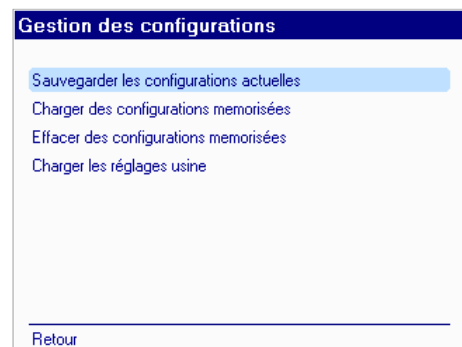 Gestion des configurations
Sauvegarder les configurations actuelles
Charger des configurations memorisées
Effacer des configurations memorisées
Charger les réglages usine
Retour